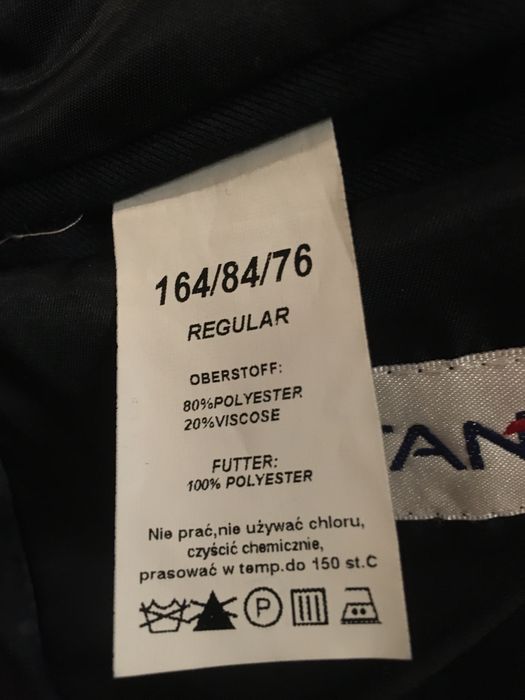 164/84/76
REGULAR
OBERSTOFF:
80%POLYESTER
20%VISCOSE
FUTTER:
100% POLYESTER
Nie prać,nie używać chloru,
czyścić chemicznie,
prasować w temp.do 150 st.C
P
TAN